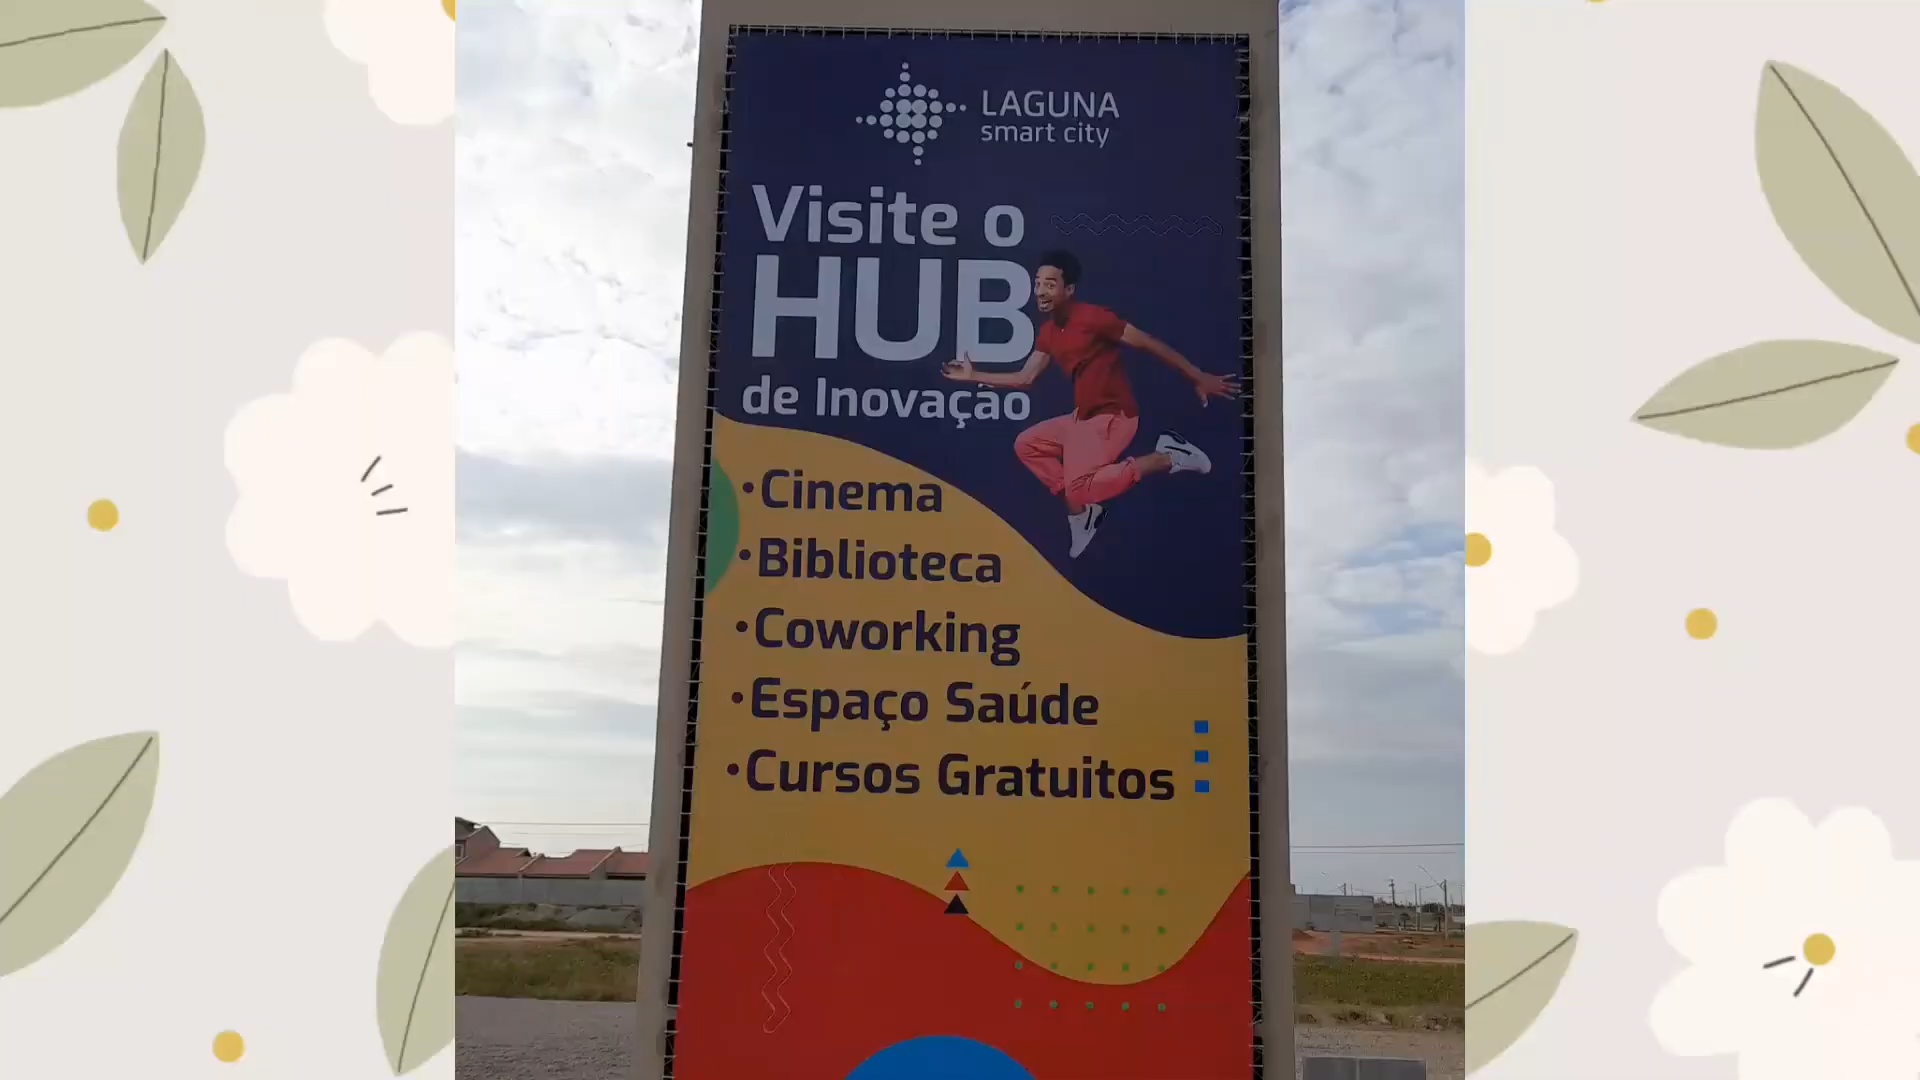 LAGUNA
smart city
Visite o
HUB
de Inovação
•Cinema
•Biblioteca
•Coworking
•Espaço Saúde
•Cursos Gratuitos